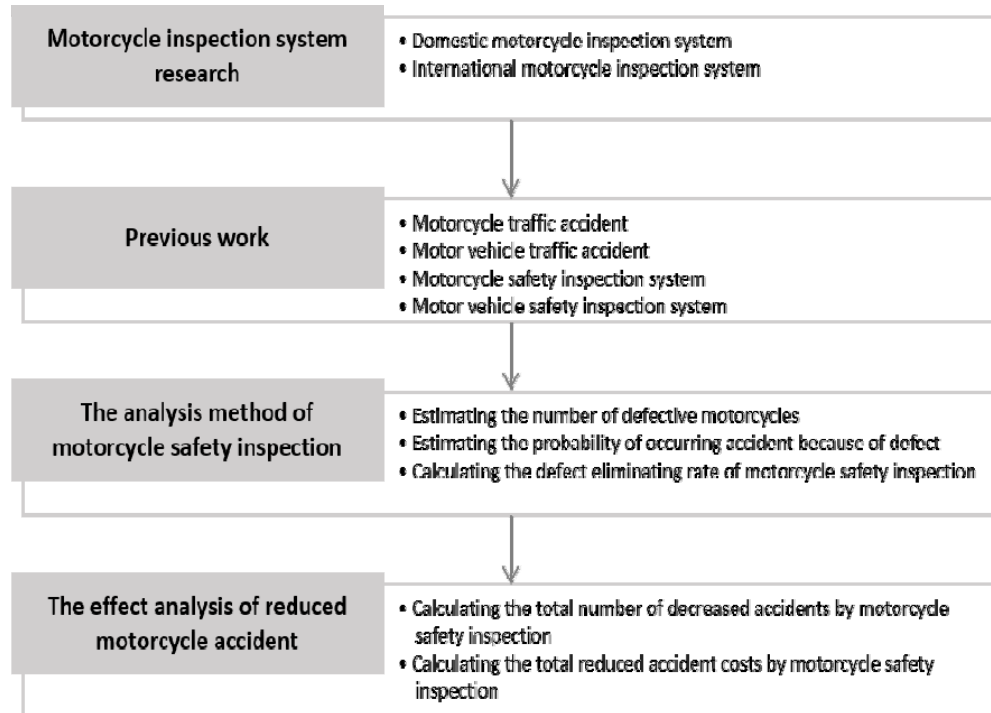 Motorcycle inspection system
research
• Domestic motorcycle inspection system
• International motorcycle inspection system
Previous work
• Motorcycle traffic accident
• Motor vehicle traffic accident
• Motorcycle safety inspection system
• Motor vehicle safety inspection system
The analysis method of
motorcycle safety inspection
• Estimating the number of defective motorcycles
• Estimating the probability of occurring accident because of defect
• Calculating the defect eliminating rate of motorcycle safety inspection
The effect analysis of reduced
motorcycle accident
• Calculating the total number of decreased accidents by motorcycle
safety inspection
• Calculating the total reduced accident costs by motorcycle safety
inspection